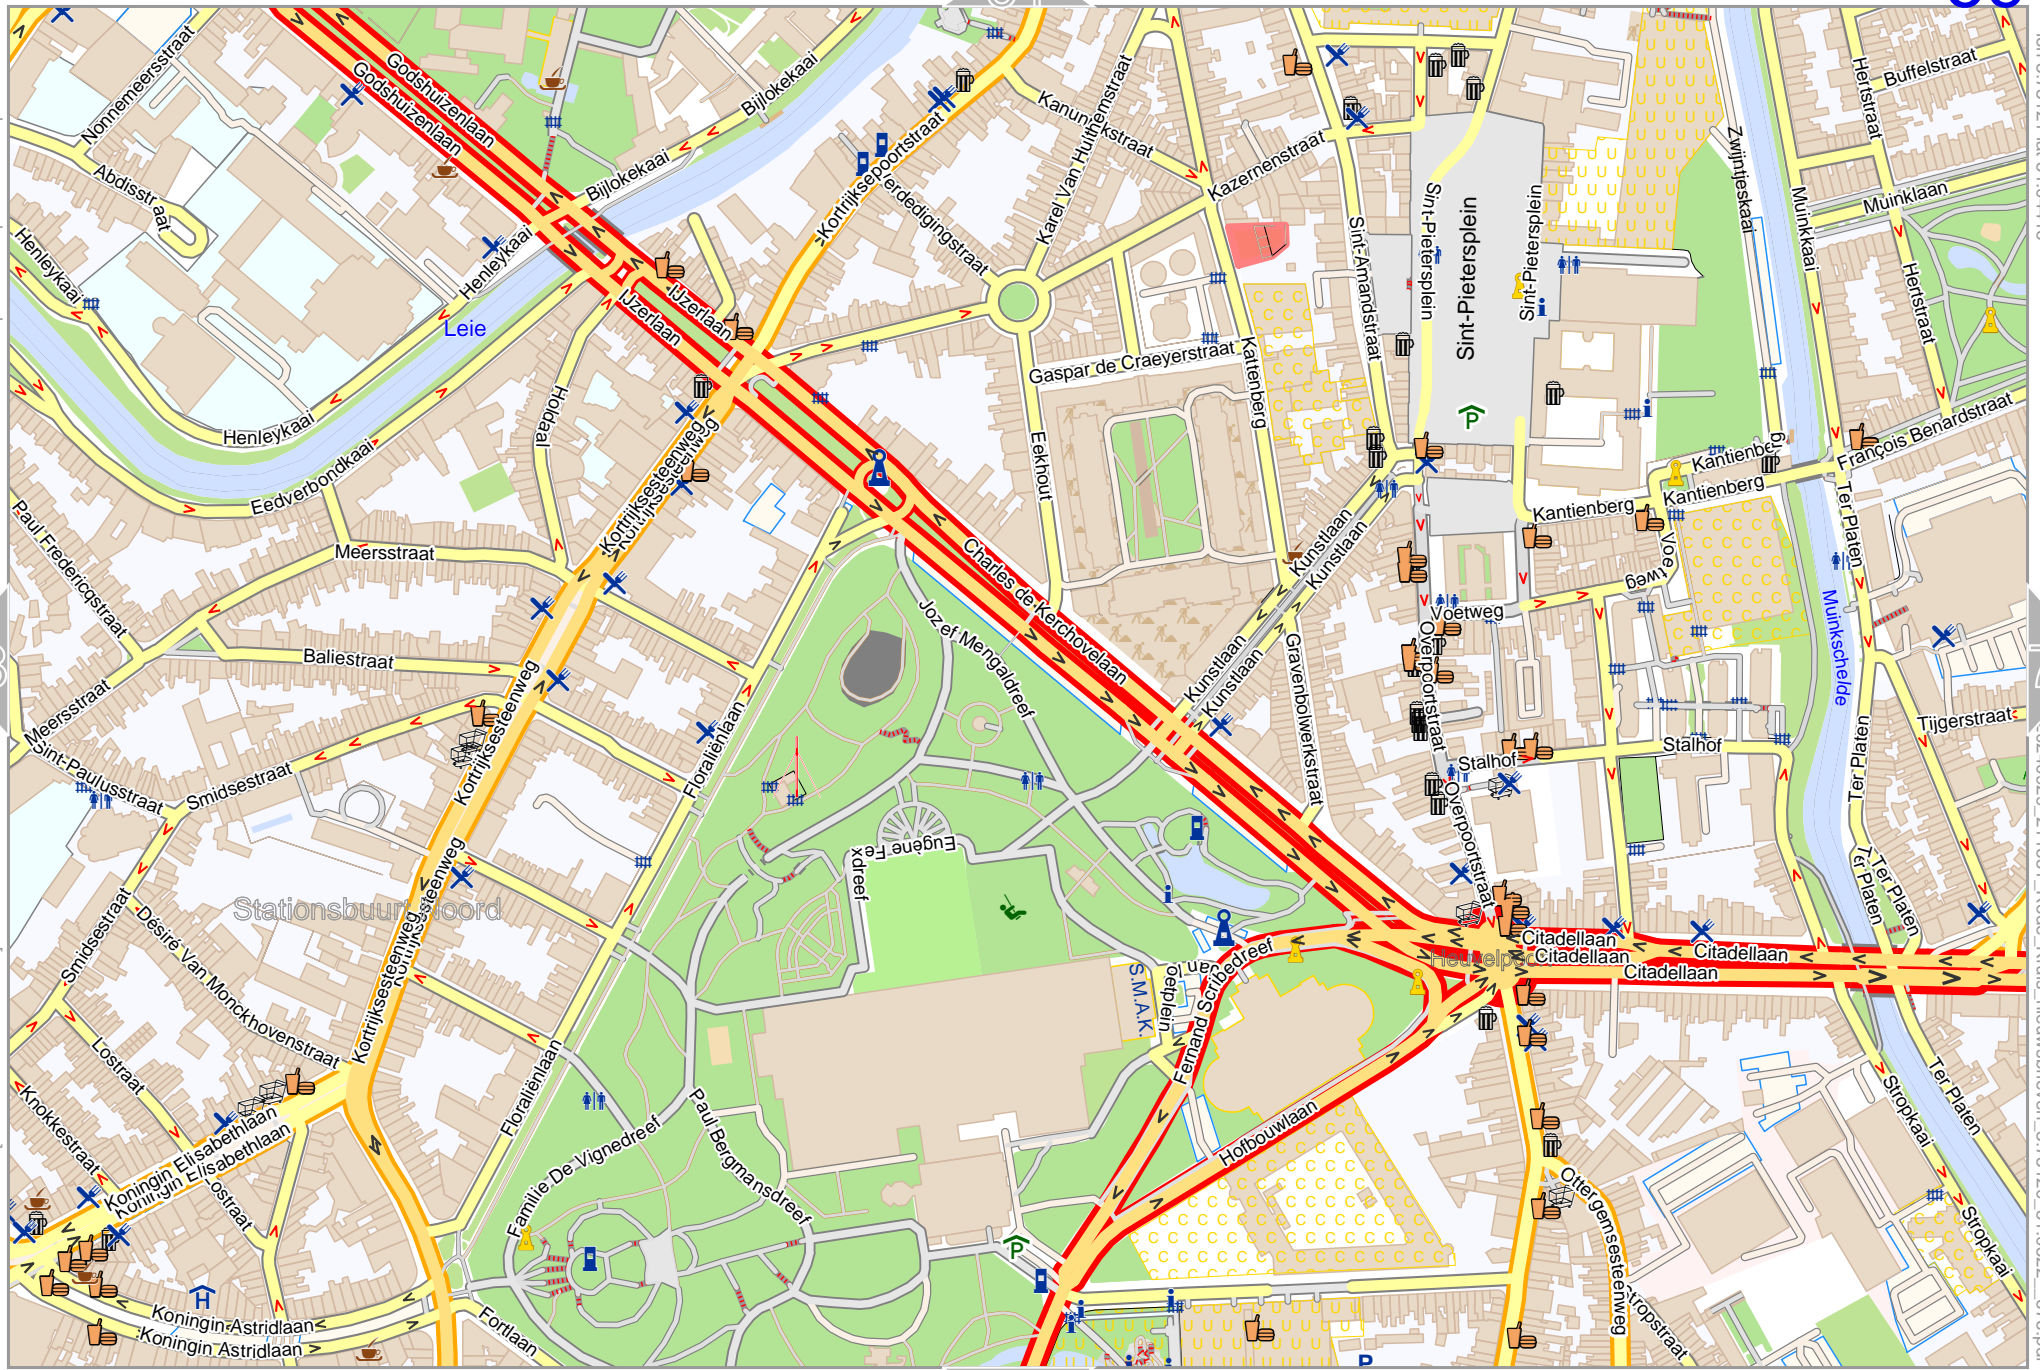 Nonnemeersstraat
Godshuizenlaan
Godshuizenlaan
Bijlokekaai
Bijlokekaai
Kortrijksepoortstraat
Kanunnikstraat
Karel Van Hulthemstraat
Kazernenstraat
Sint-Pietersplein
Sint-Pietersplein
Sint-Pietersplein
Sint-Amandstraat
Zwijntjeskaai
Muinkkaai
Hertstraat
Buffelstraat
Muinklaan
Hertstraat
Abdisstraat
Henleykaai
Henleykaai
Henleykaai
Leie
IJzerlaan
IJzerlaan
Gaspar de Craeyerstraat
Kattenberg
Holdaal
Eekhout
Eedverbondkaai
Kortrijksesteenweg
Kortrijksesteenweg
Kantienberg
Kantienberg
Kantienberg
François Benardstraat
Ter Platen
Paul Fredericqstraat
Meersstraat
Charles de Kerchovelaan
Kunstlaan
Kunstlaan
Voetweg
Voetweg
Muinkschelde
Jozef Mengaldreef
Baliestraat
Meersstraat
Kunstlaan
Kunstlaan
Gravenbolwerkstraat
Overpoortstraat
Sint-Paulusstraat
Smidsestraat
Kortrijksesteenweg
Floraliënlaan
Stalhof
Stalhof
Tijgerstraat
Ter Platen
Eugène Felixdreef
Overpoortstraat
Kortrijksesteenweg
Kortrijksesteenweg
Stationsbuurt-Noord
Smidsestraat
Désiré Van Monckhovenstraat
Ter Platen
Ter Platen
Citadellaan
Citadellaan
Citadellaan
Citadellaan
S.M.A.K.
Fernand Scribedreef
Kortrijksesteenweg
Lostraat
Floraliënlaan
Knokkestraat
Koningin Elisabethlaan
Koningin Elisabethlaan
Lostraat
Familie De Vignedreef
Paul Bergmansdreef
Hofbouwlaan
Ottergemsesteenweg
Stropkaai
Ter Platen
Stropkaai
Stropstraat
P
P
P
H
Koningin Astridlaan
Koningin Astridlaan
Fortlaan